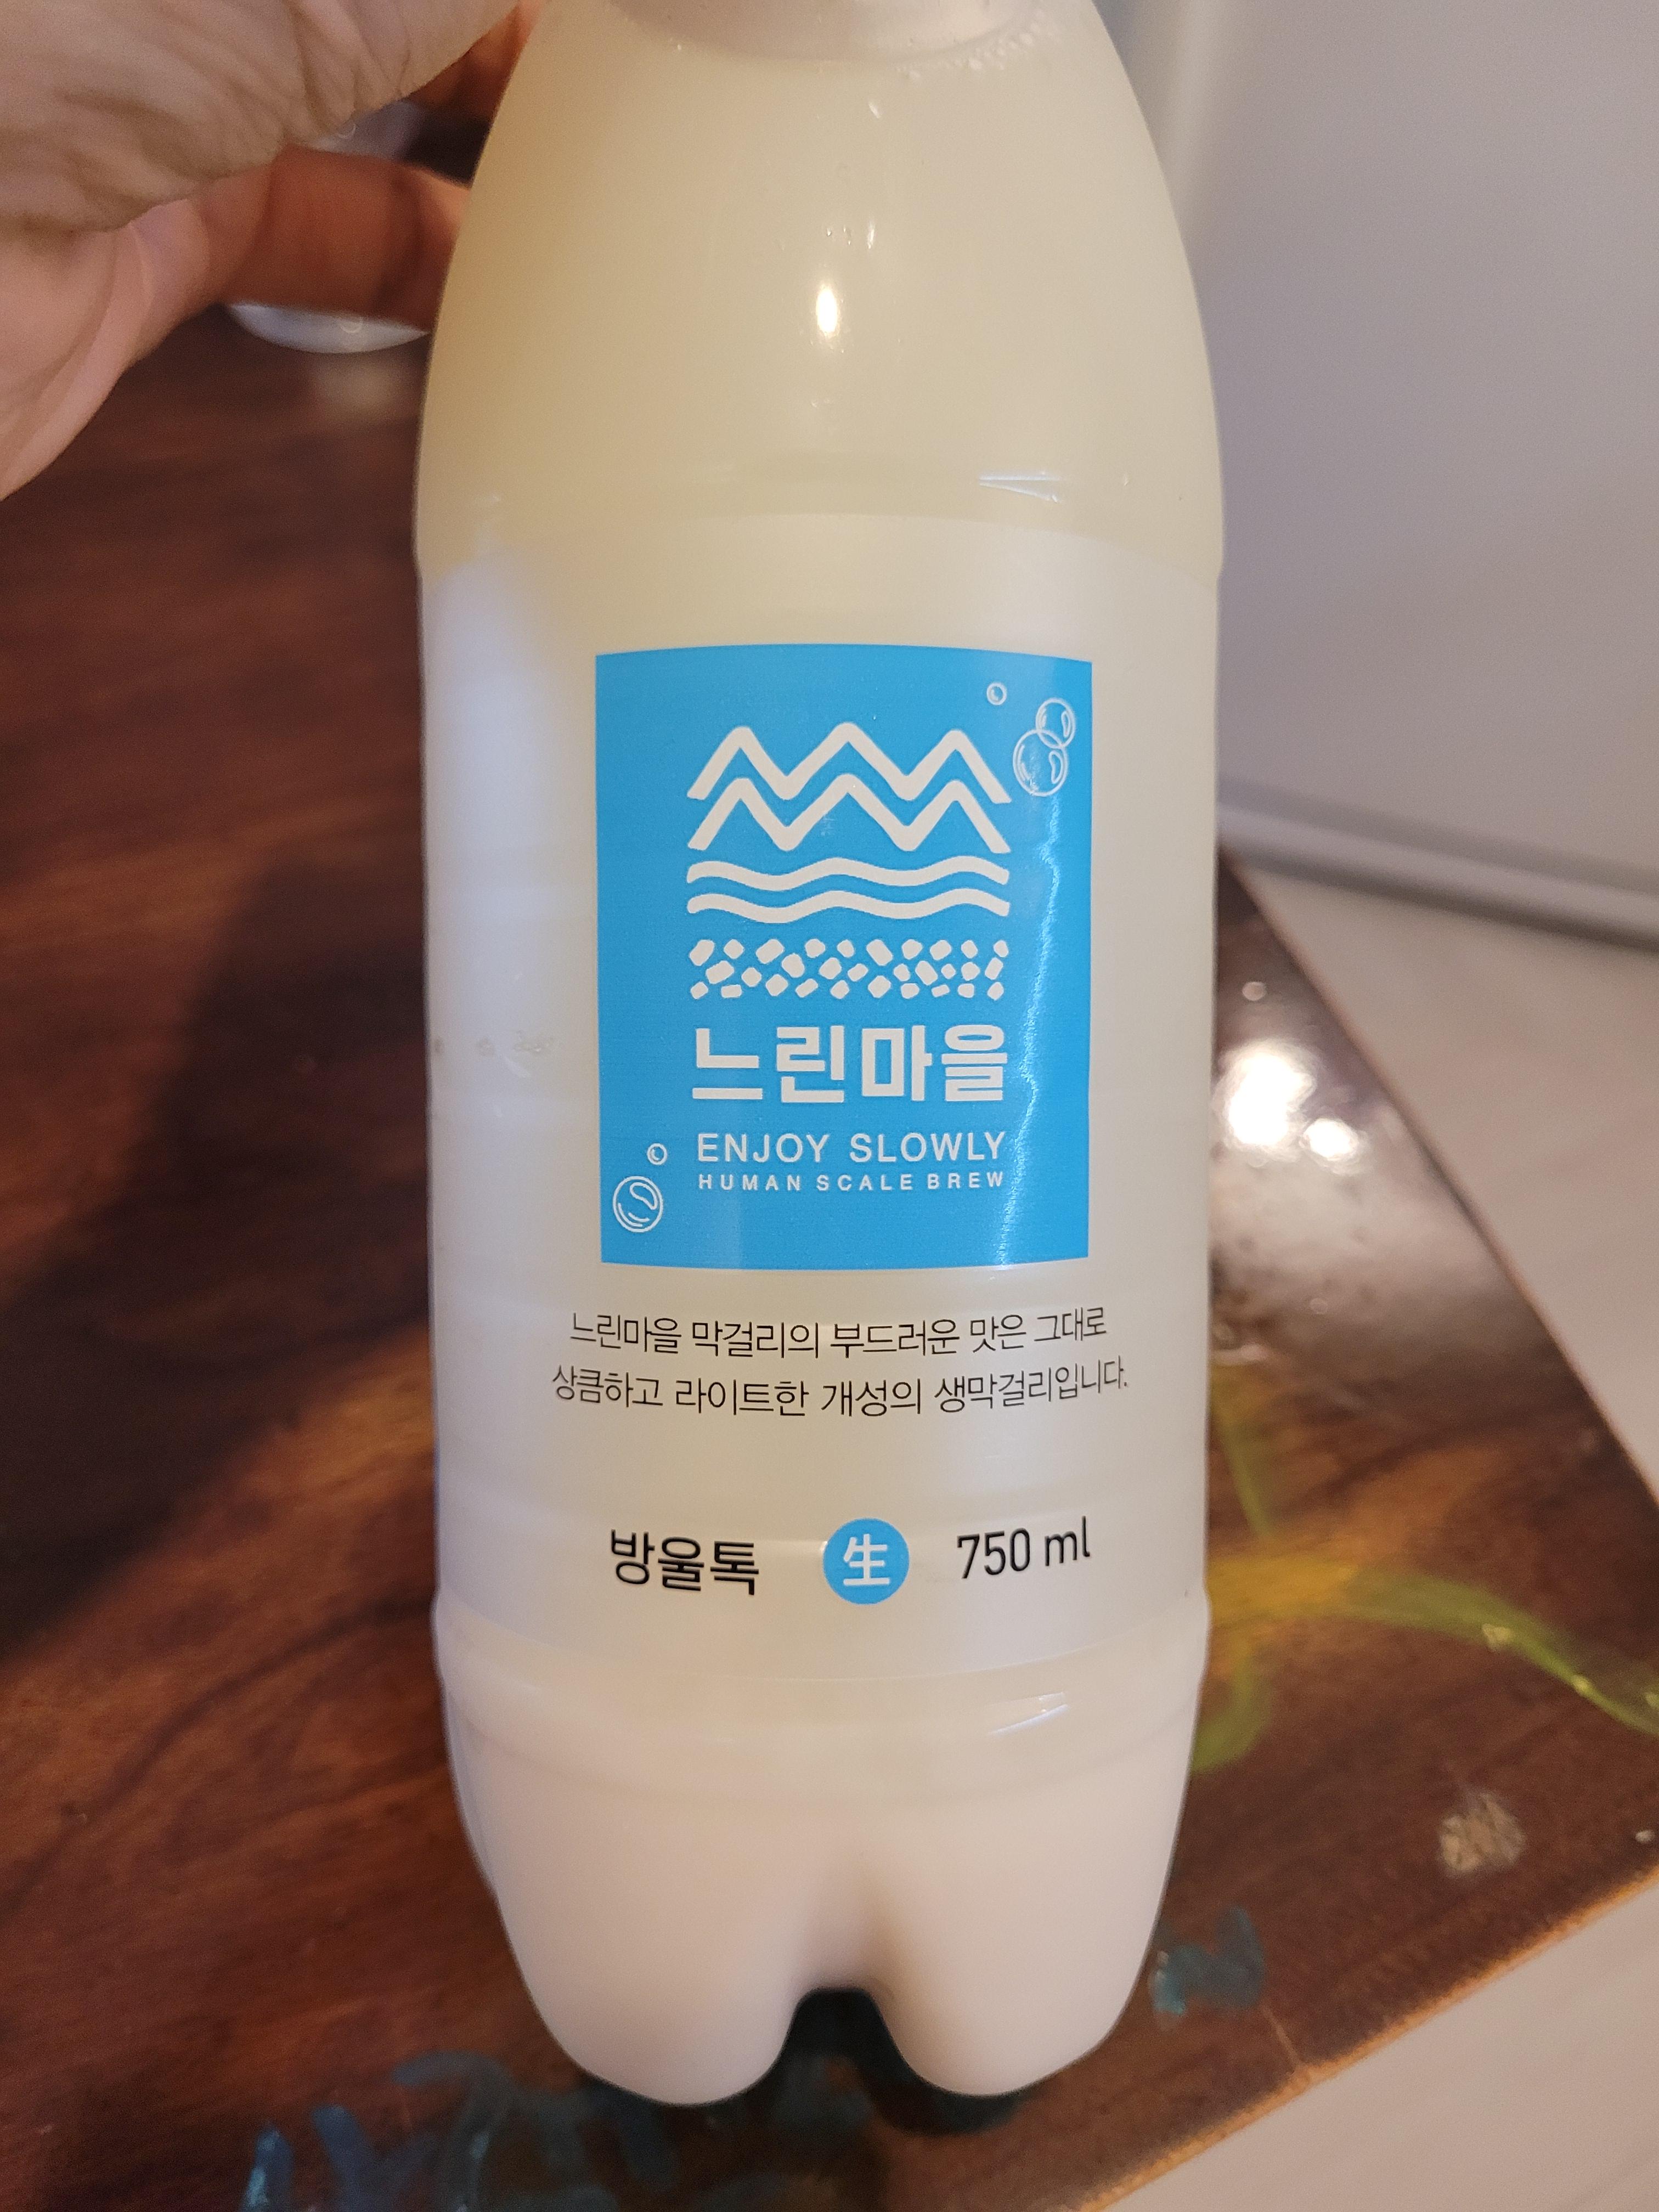 느린마을
ENJOY SLOWLY
HUMAN SCALE BREW
느린마을 막걸리의 부드러운 맛은 그대로
상큼하고 라이트한 개성의 생막걸리입니다.
방울톡 生 750 ml